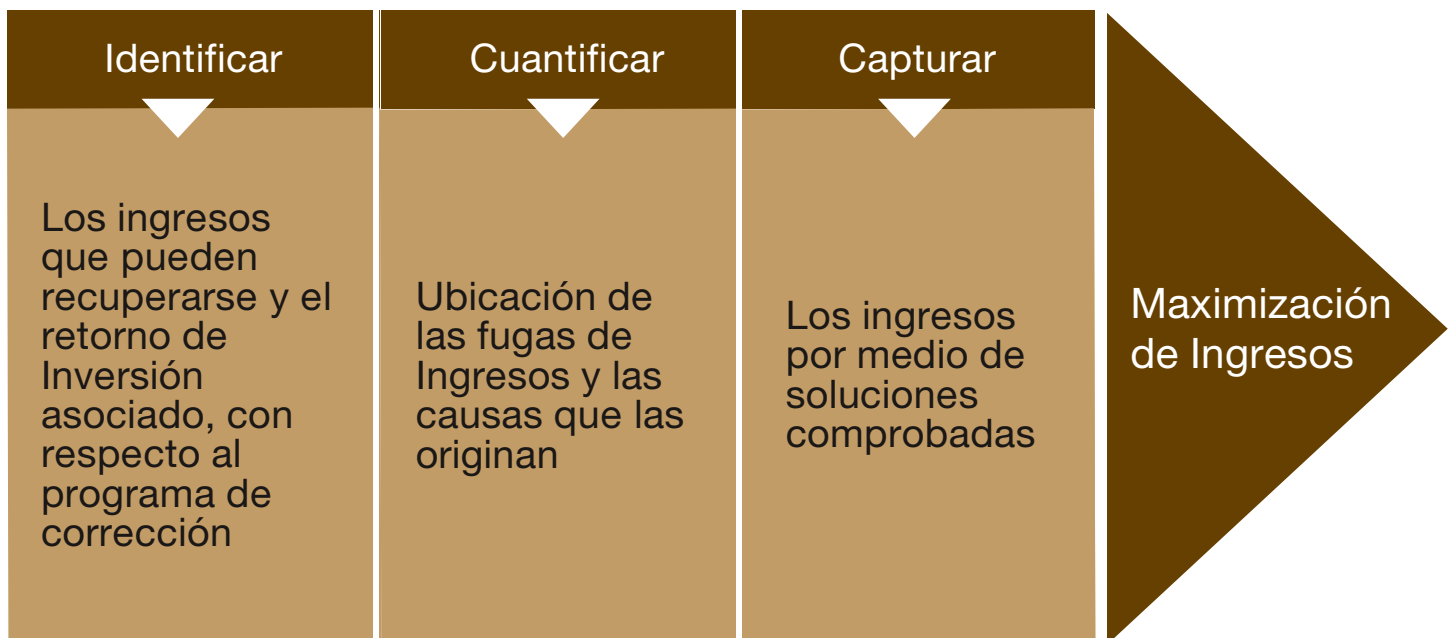 Identificar
Los ingresos
que pueden
recuperarse y el
retorno de
Inversión
asociado, con
respecto al
programa de
corrección
Cuantificar
Ubicación de
las fugas de
Ingresos y las
causas que las
originan
Capturar
Los ingresos
por medio de
soluciones
comprobadas
Maximización
de Ingresos